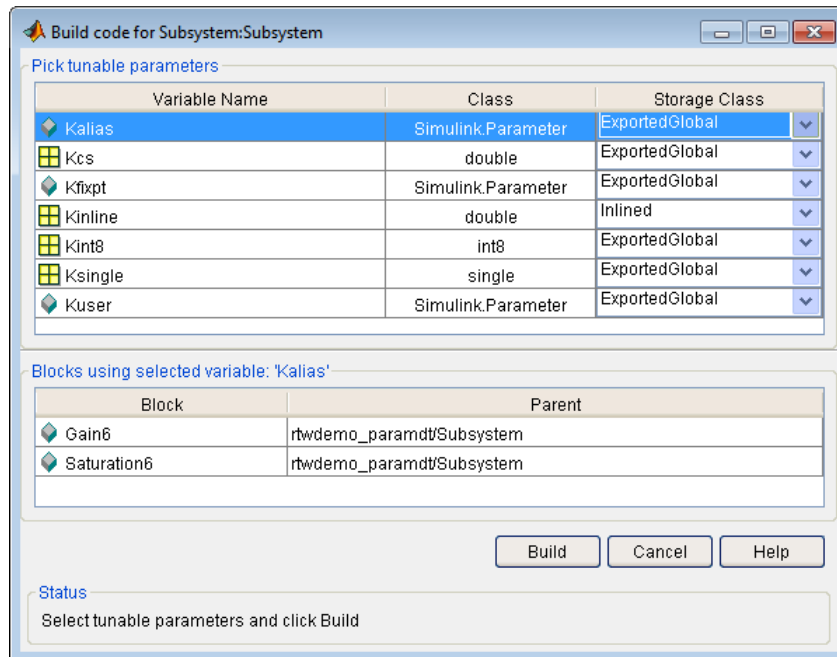 Build code for Subsystem:Subsystem
Pick tunable parameters
Variable Name Class Storage Class
Kalias Simulink.Parameter ExportedGlobal
Kcs double ExportedGlobal
Kfixpt Simulink.Parameter ExportedGlobal
Kinline double Inlined
Kint8 int8 ExportedGlobal
Ksingle single ExportedGlobal
Kuser Simulink.Parameter ExportedGlobal
Blocks using selected variable: 'Kalias'
Block Parent
Gain6 rtwdemo_paramdt/Subsystem
Saturation6 rtwdemo_paramdt/Subsystem
Build Cancel Help
Status
Select tunable parameters and click Build